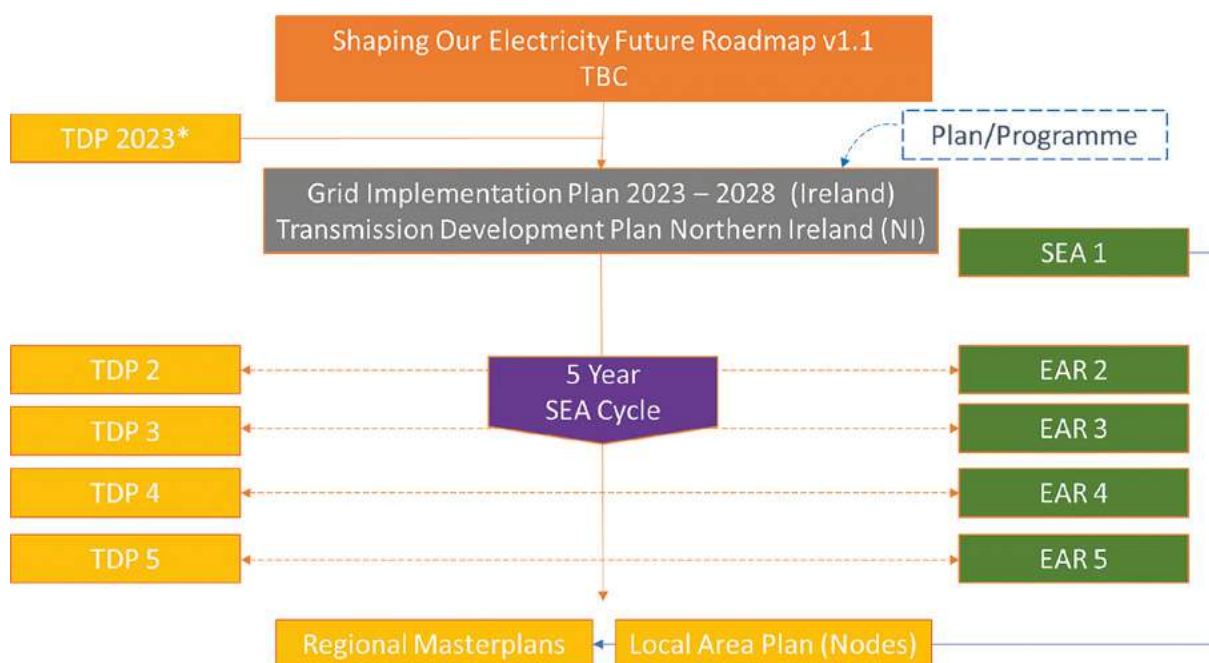 Shaping Our Electricity Future Roadmap v1.1
TBC
TDP 2023*
Plan/Programme
Grid Implementation Plan 2023 – 2028 (Ireland)
Transmission Development Plan Northern Ireland (NI)
SEA 1
TDP 2
5 Year
SEA Cycle
EAR 2
TDP 3
EAR 3
TDP 4
EAR 4
TDP 5
EAR 5
Regional Masterplans
Local Area Plan (Nodes)